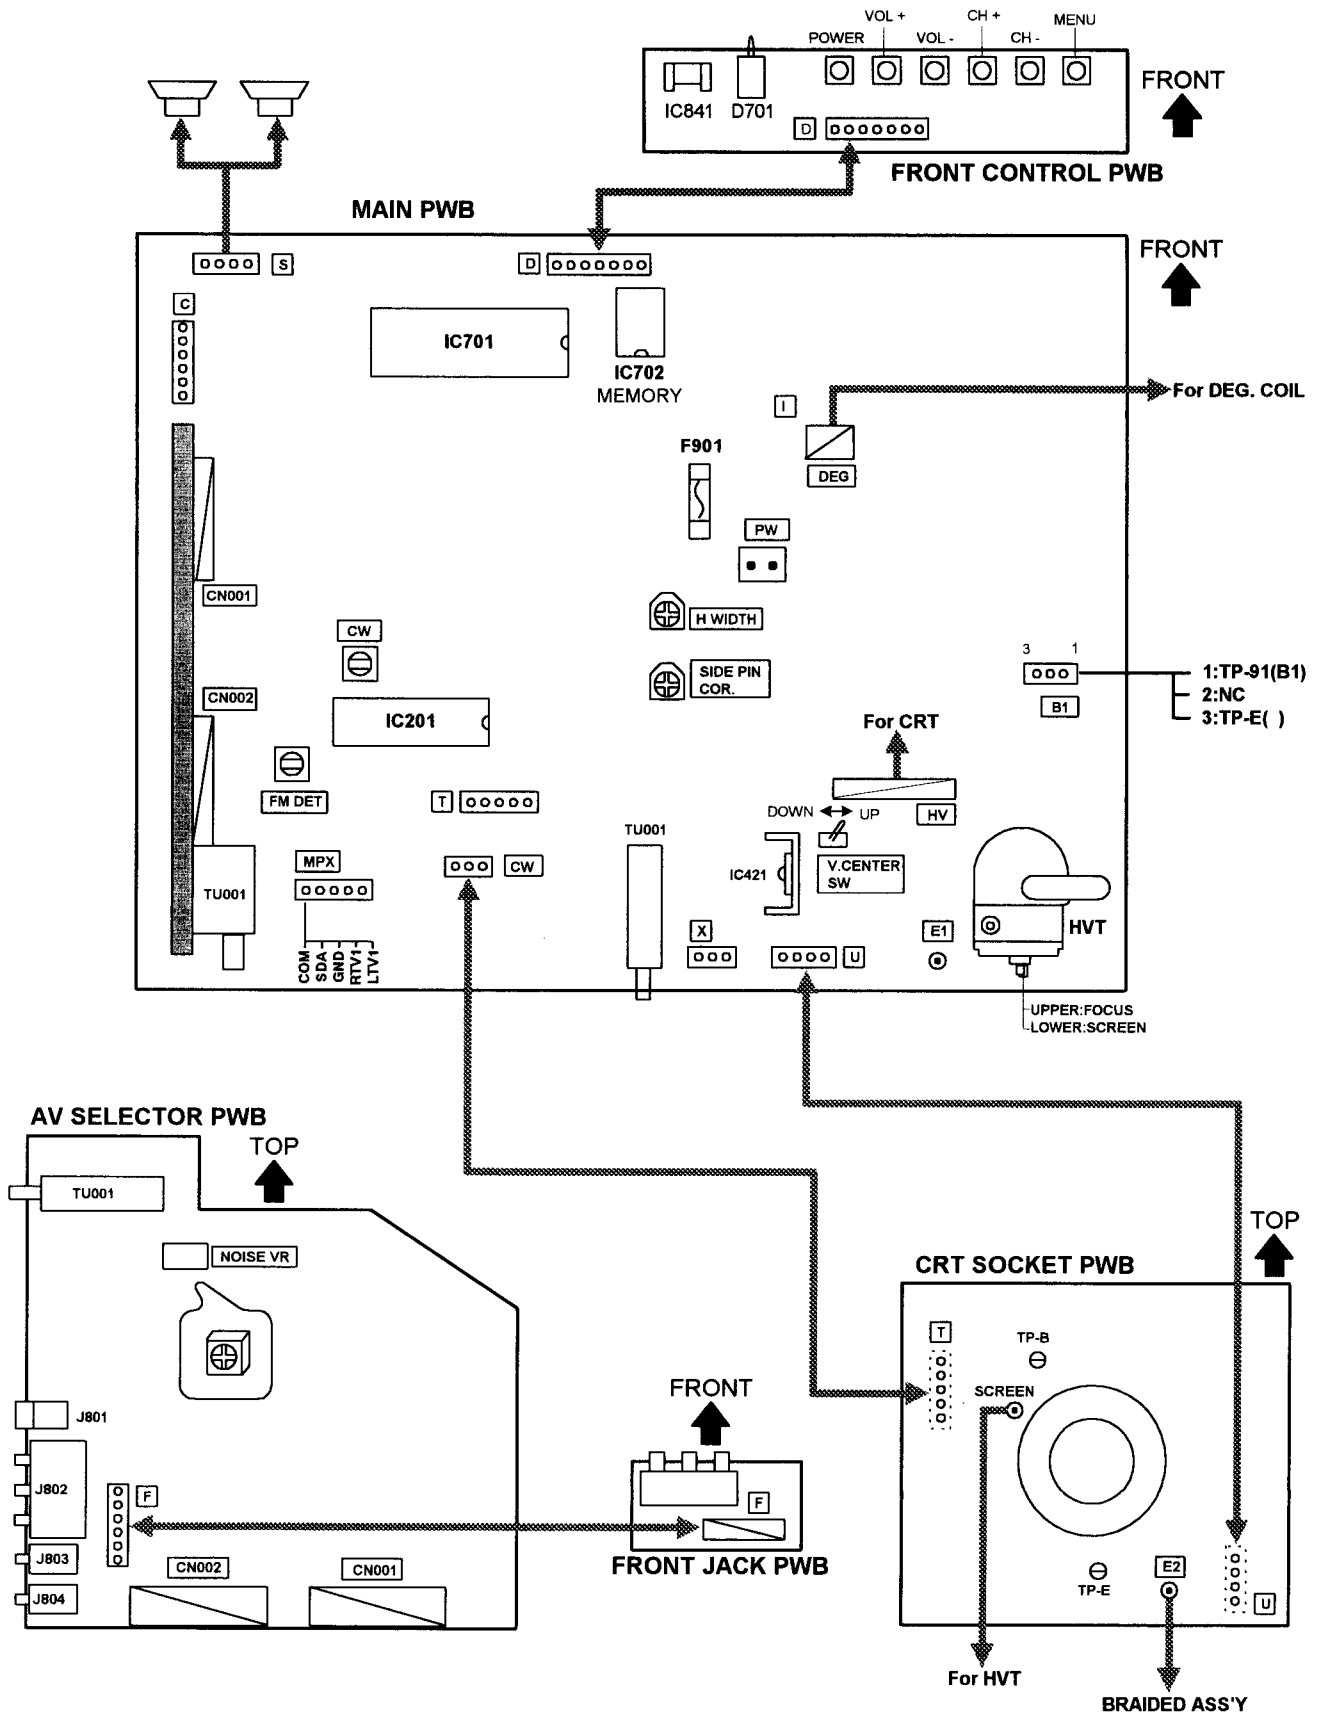 VOL +
CH +
MENU
POWER
VOL -
CH -
IC841
D701
D
FRONT
FRONT CONTROL PWB
MAIN PWB
FRONT
S
D
C
IC701
IC702
MEMORY
I
For DEG. COIL
F901
DEG
PW
CN001
H WIDTH
CW
SIDE PIN
COR.
3
1
1:TP-91(B1)
2:NC
3:TP-E( )
B1
CN002
IC201
For CRT
FM DET
T
DOWN
UP
HV
TU001
MPX
CW
IC421
V.CENTER
SW
TU001
X
U
E1
HVT
COM
SDA
GND
RTV1
LTV1
UPPER:FOCUS
LOWER:SCREEN
AV SELECTOR PWB
TOP
TU001
NOISE VR
TOP
CRT SOCKET PWB
T
TP-B
SCREEN
FRONT
J801
J802
F
F
J803
CN002
CN001
J804
FRONT JACK PWB
TP-E
E2
U
For HVT
BRAIDED ASS'Y